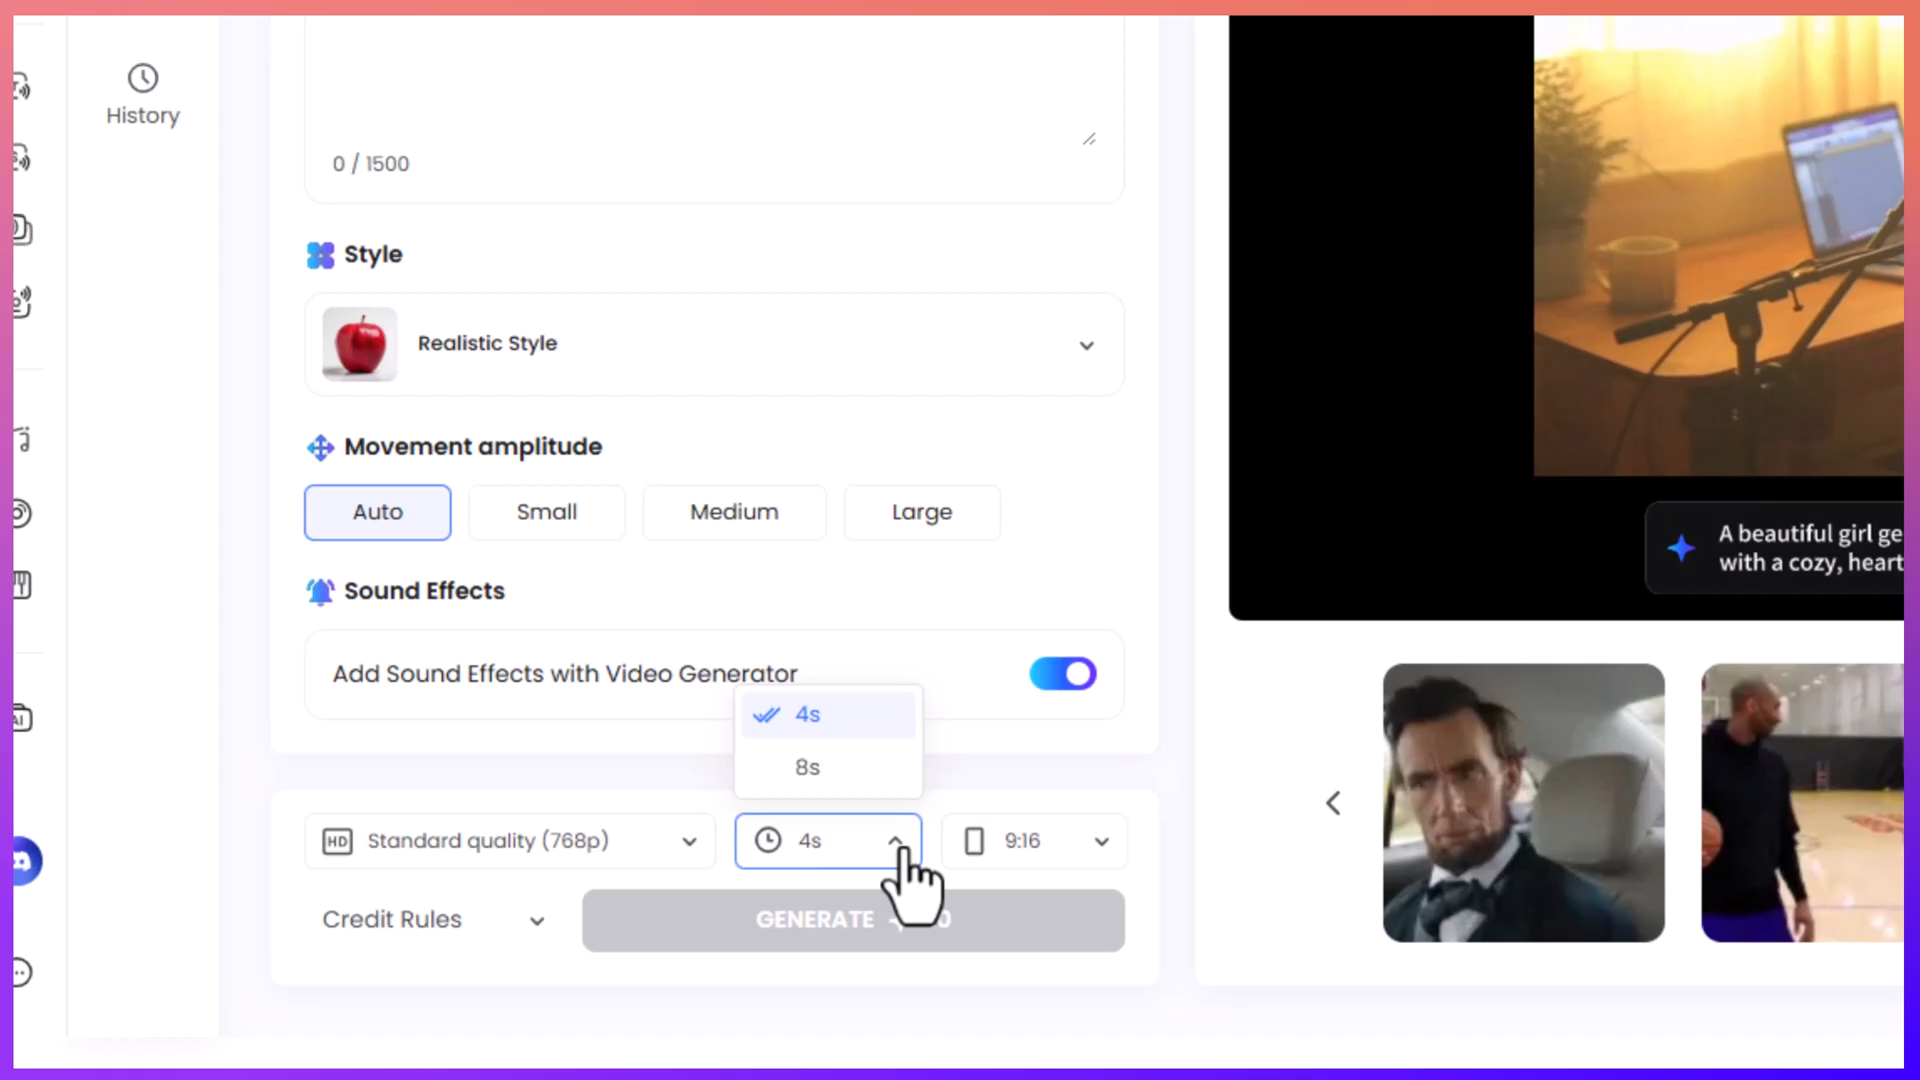 History
0 / 1500
Style
Realistic Style
Movement amplitude
Auto
Small
Medium
Large
Sound Effects
Add Sound Effects with Video Generator
4s
8s
HD
Standard quality (768p)
4s
9:16
Credit Rules
GENERATE
A beautiful girl ge
with a cozy, heart